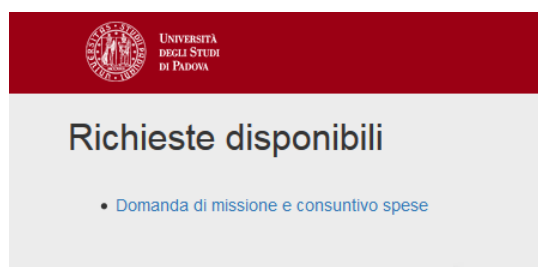 Università
degli Studi
di Padova
Richieste disponibili
• Domanda di missione e consuntivo spese